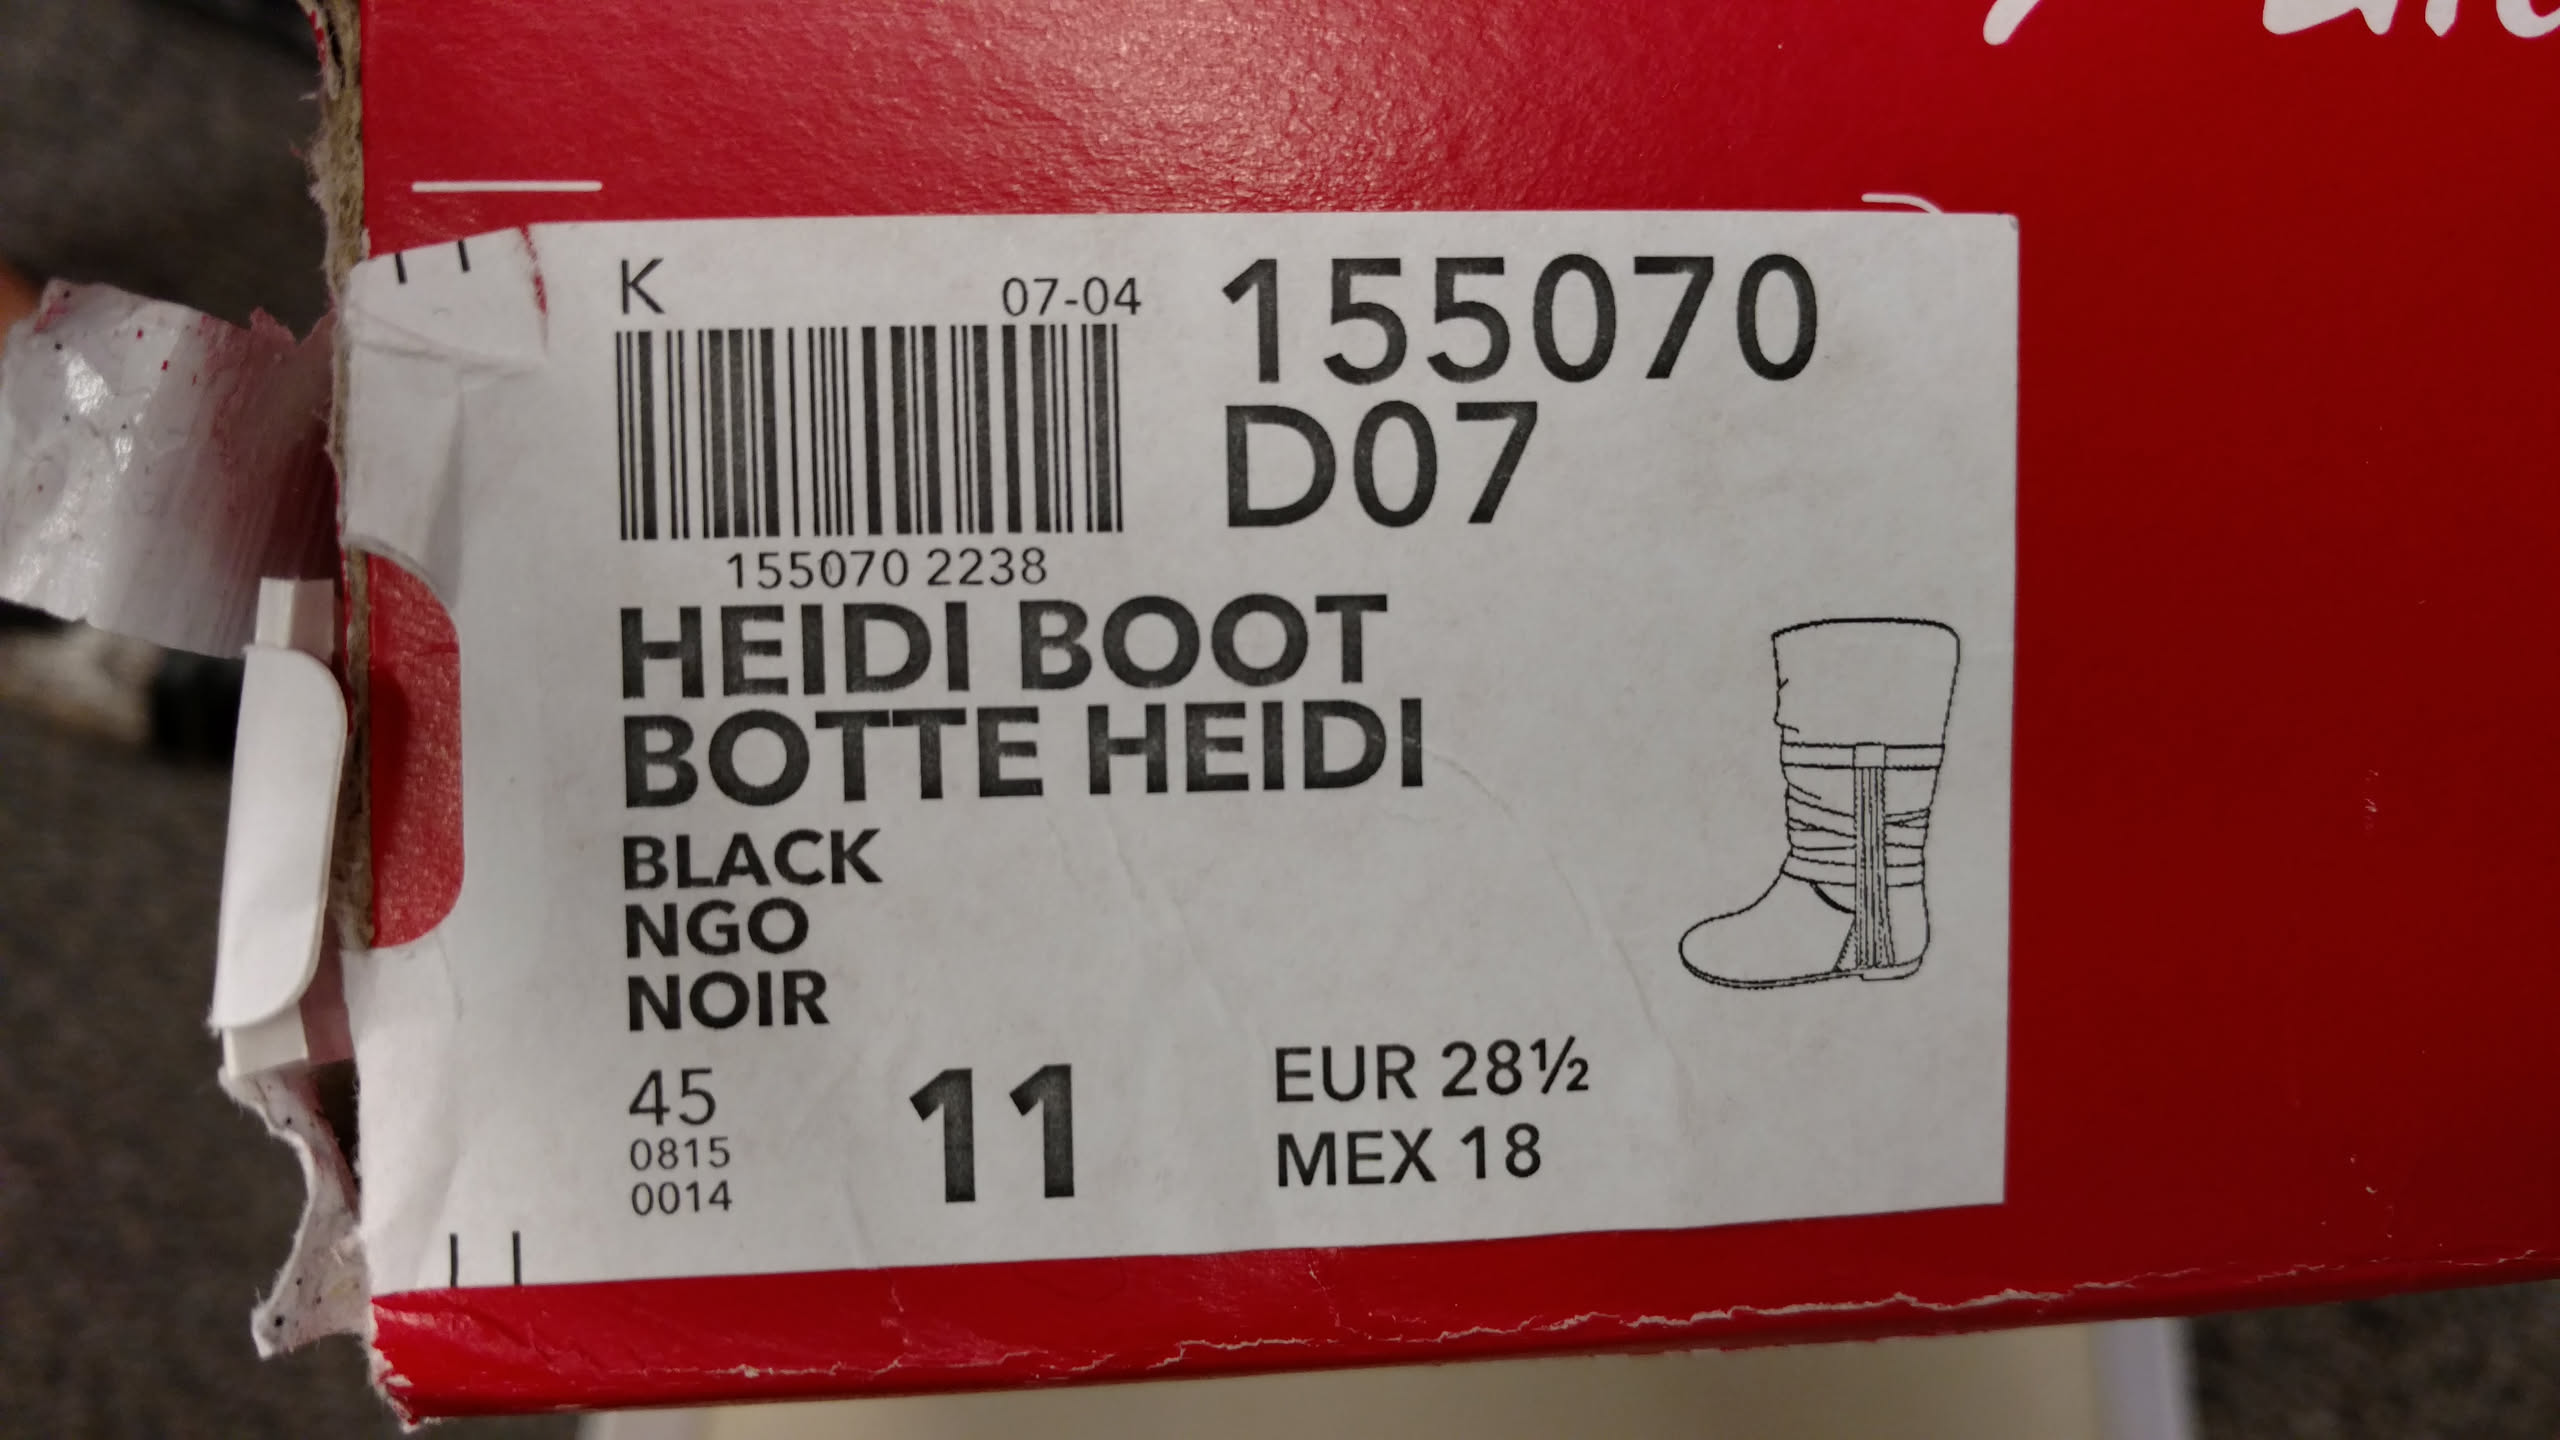 K
07-04
155070
D07
155070 2238
HEIDI BOOT
BOTTE HEIDI
BLACK
NGO
NOIR
45
0815
0014
11
EUR 28½
MEX 18